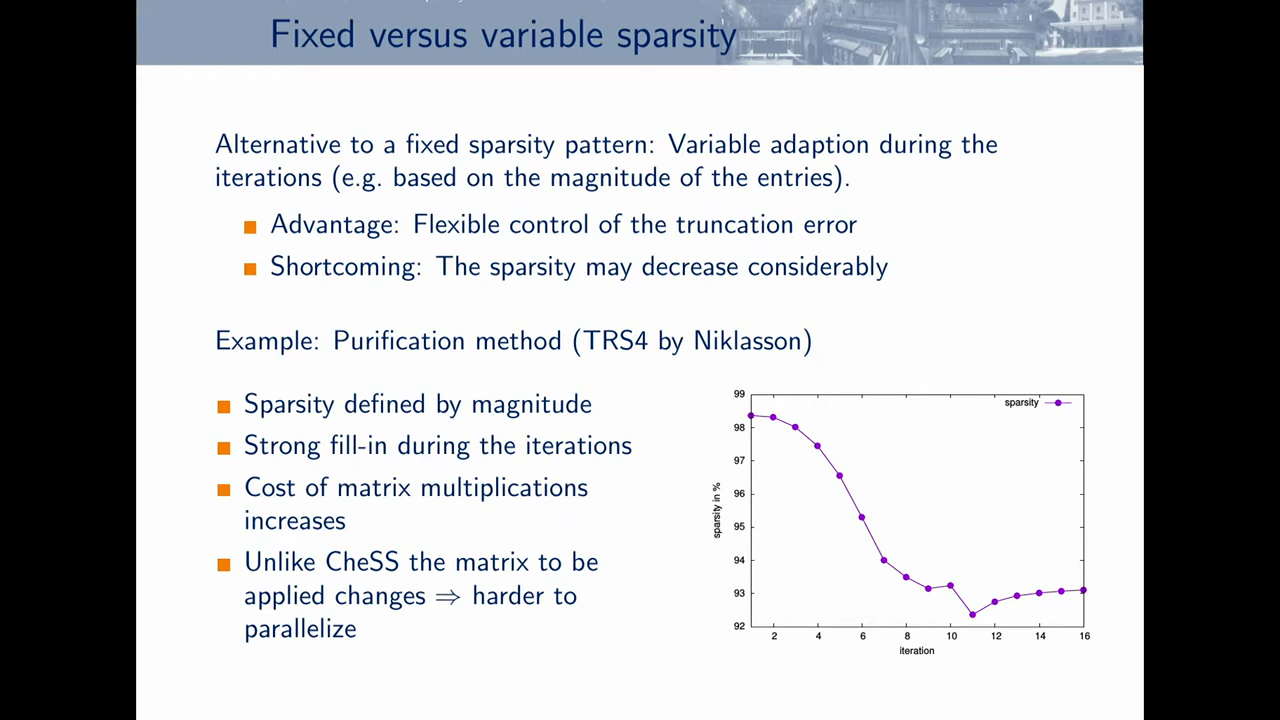 Fixed versus variable sparsity
Alternative to a fixed sparsity pattern: Variable adaption during the
iterations (e.g. based on the magnitude of the entries).
Advantage: Flexible control of the truncation error
Shortcoming: The sparsity may decrease considerably
Example: Purification method (TRS4 by Niklasson)
Sparsity defined by magnitude
Strong fill-in during the iterations
Cost of matrix multiplications
increases
Unlike CheSS the matrix to be
applied changes ⇒ harder to
parallelize
sparsity
99
98
97
96
95
94
93
92
sparsity in %
2 4 6 8 10 12 14 16
iteration